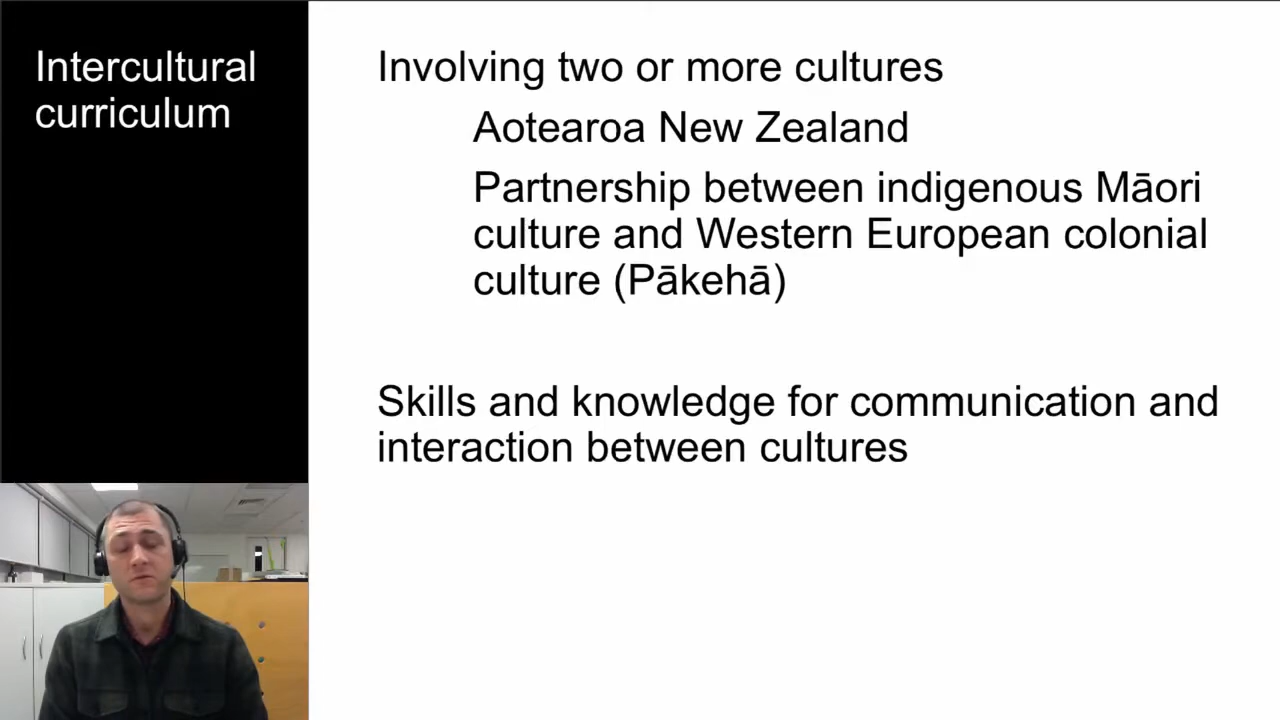 Intercultural
curriculum
Involving two or more cultures
Aotearoa New Zealand
Partnership between indigenous Māori
culture and Western European colonial
culture (Pākehā)
Skills and knowledge for communication and
interaction between cultures